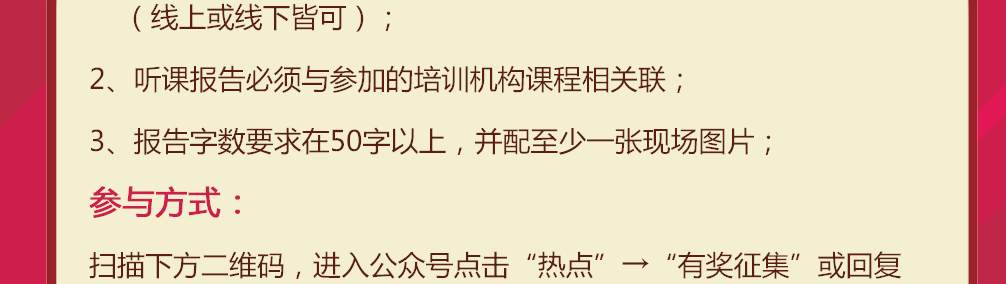 （线上或线下皆可）；
2、听课报告必须与参加的培训机构课程相关联；
3、报告字数要求在50字以上，并配至少一张现场图片；
参与方式：
扫描下方二维码，进入公众号点击“热点”→“有奖征集”或回复